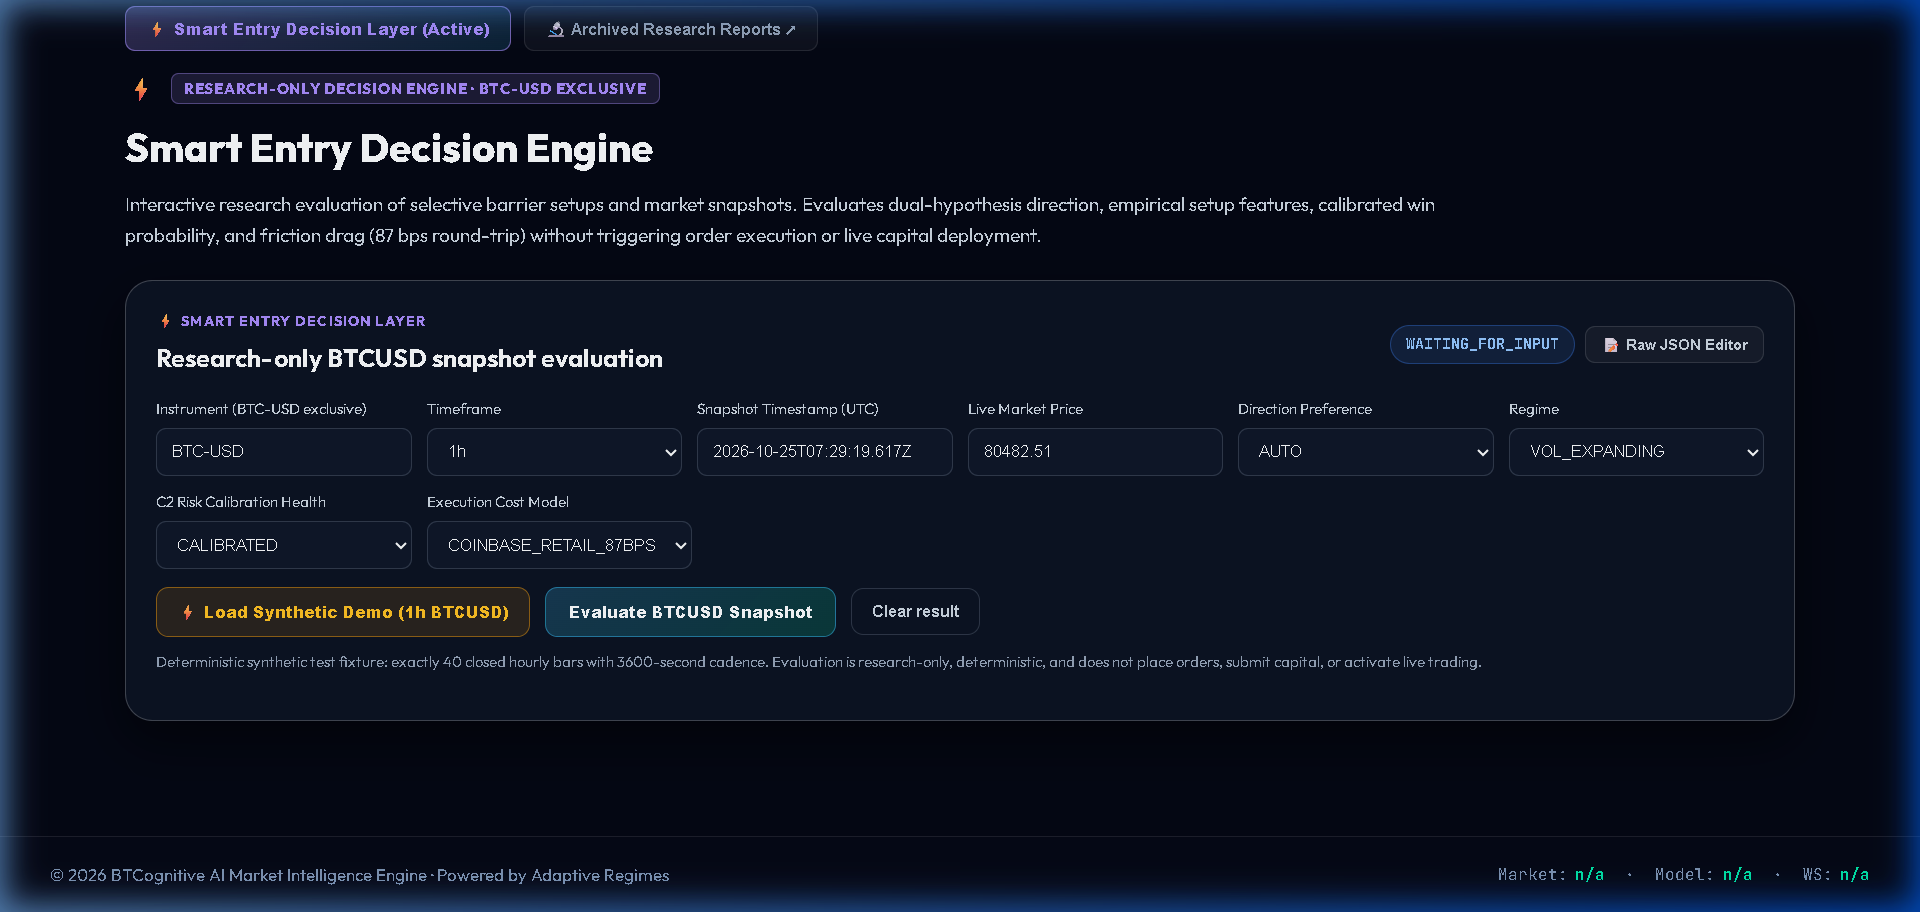 Smart Entry Decision Layer (Active)
Archived Research Reports ↗
RESEARCH-ONLY DECISION ENGINE · BTC-USD EXCLUSIVE
Smart Entry Decision Engine
Interactive research evaluation of selective barrier setups and market snapshots. Evaluates dual-hypothesis direction, empirical setup features, calibrated win
probability, and friction drag (87 bps round-trip) without triggering order execution or live capital deployment.
SMART ENTRY DECISION LAYER
Research-only BTCUSD snapshot evaluation
WAITING_FOR_INPUT
Raw JSON Editor
Instrument (BTC-USD exclusive)
BTC-USD
Timeframe
1h
Snapshot Timestamp (UTC)
2026-10-25T07:29:19.617Z
Live Market Price
80482.51
Direction Preference
AUTO
Regime
VOL_EXPANDING
C2 Risk Calibration Health
CALIBRATED
Execution Cost Model
COINBASE_RETAIL_87BPS
Load Synthetic Demo (1h BTCUSD)
Evaluate BTCUSD Snapshot
Clear result
Deterministic synthetic test fixture: exactly 40 closed hourly bars with 3600-second cadence. Evaluation is research-only, deterministic, and does not place orders, submit capital, or activate live trading.
© 2026 BTCognitive AI Market Intelligence Engine · Powered by Adaptive Regimes
Market: n/a · Model: n/a · WS: n/a